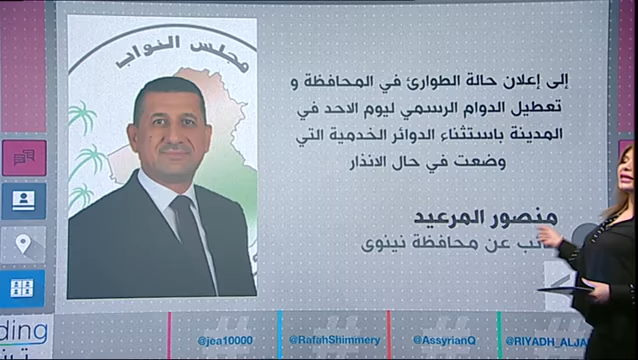 مجلس النواب
إلى إعلان حالة الطوارئ في المحافظة و
تعطيل الدوام الرسمي ليوم الاحد في
المدينة باستثناء الدوائر الخدمية التي
وضعت في حال الانذار
منصور المرعيد
نائب عن محافظة نينوى
ding
@jea10000
@RafahShimmery
@AssyrianQ
@RIYADH_ALJA